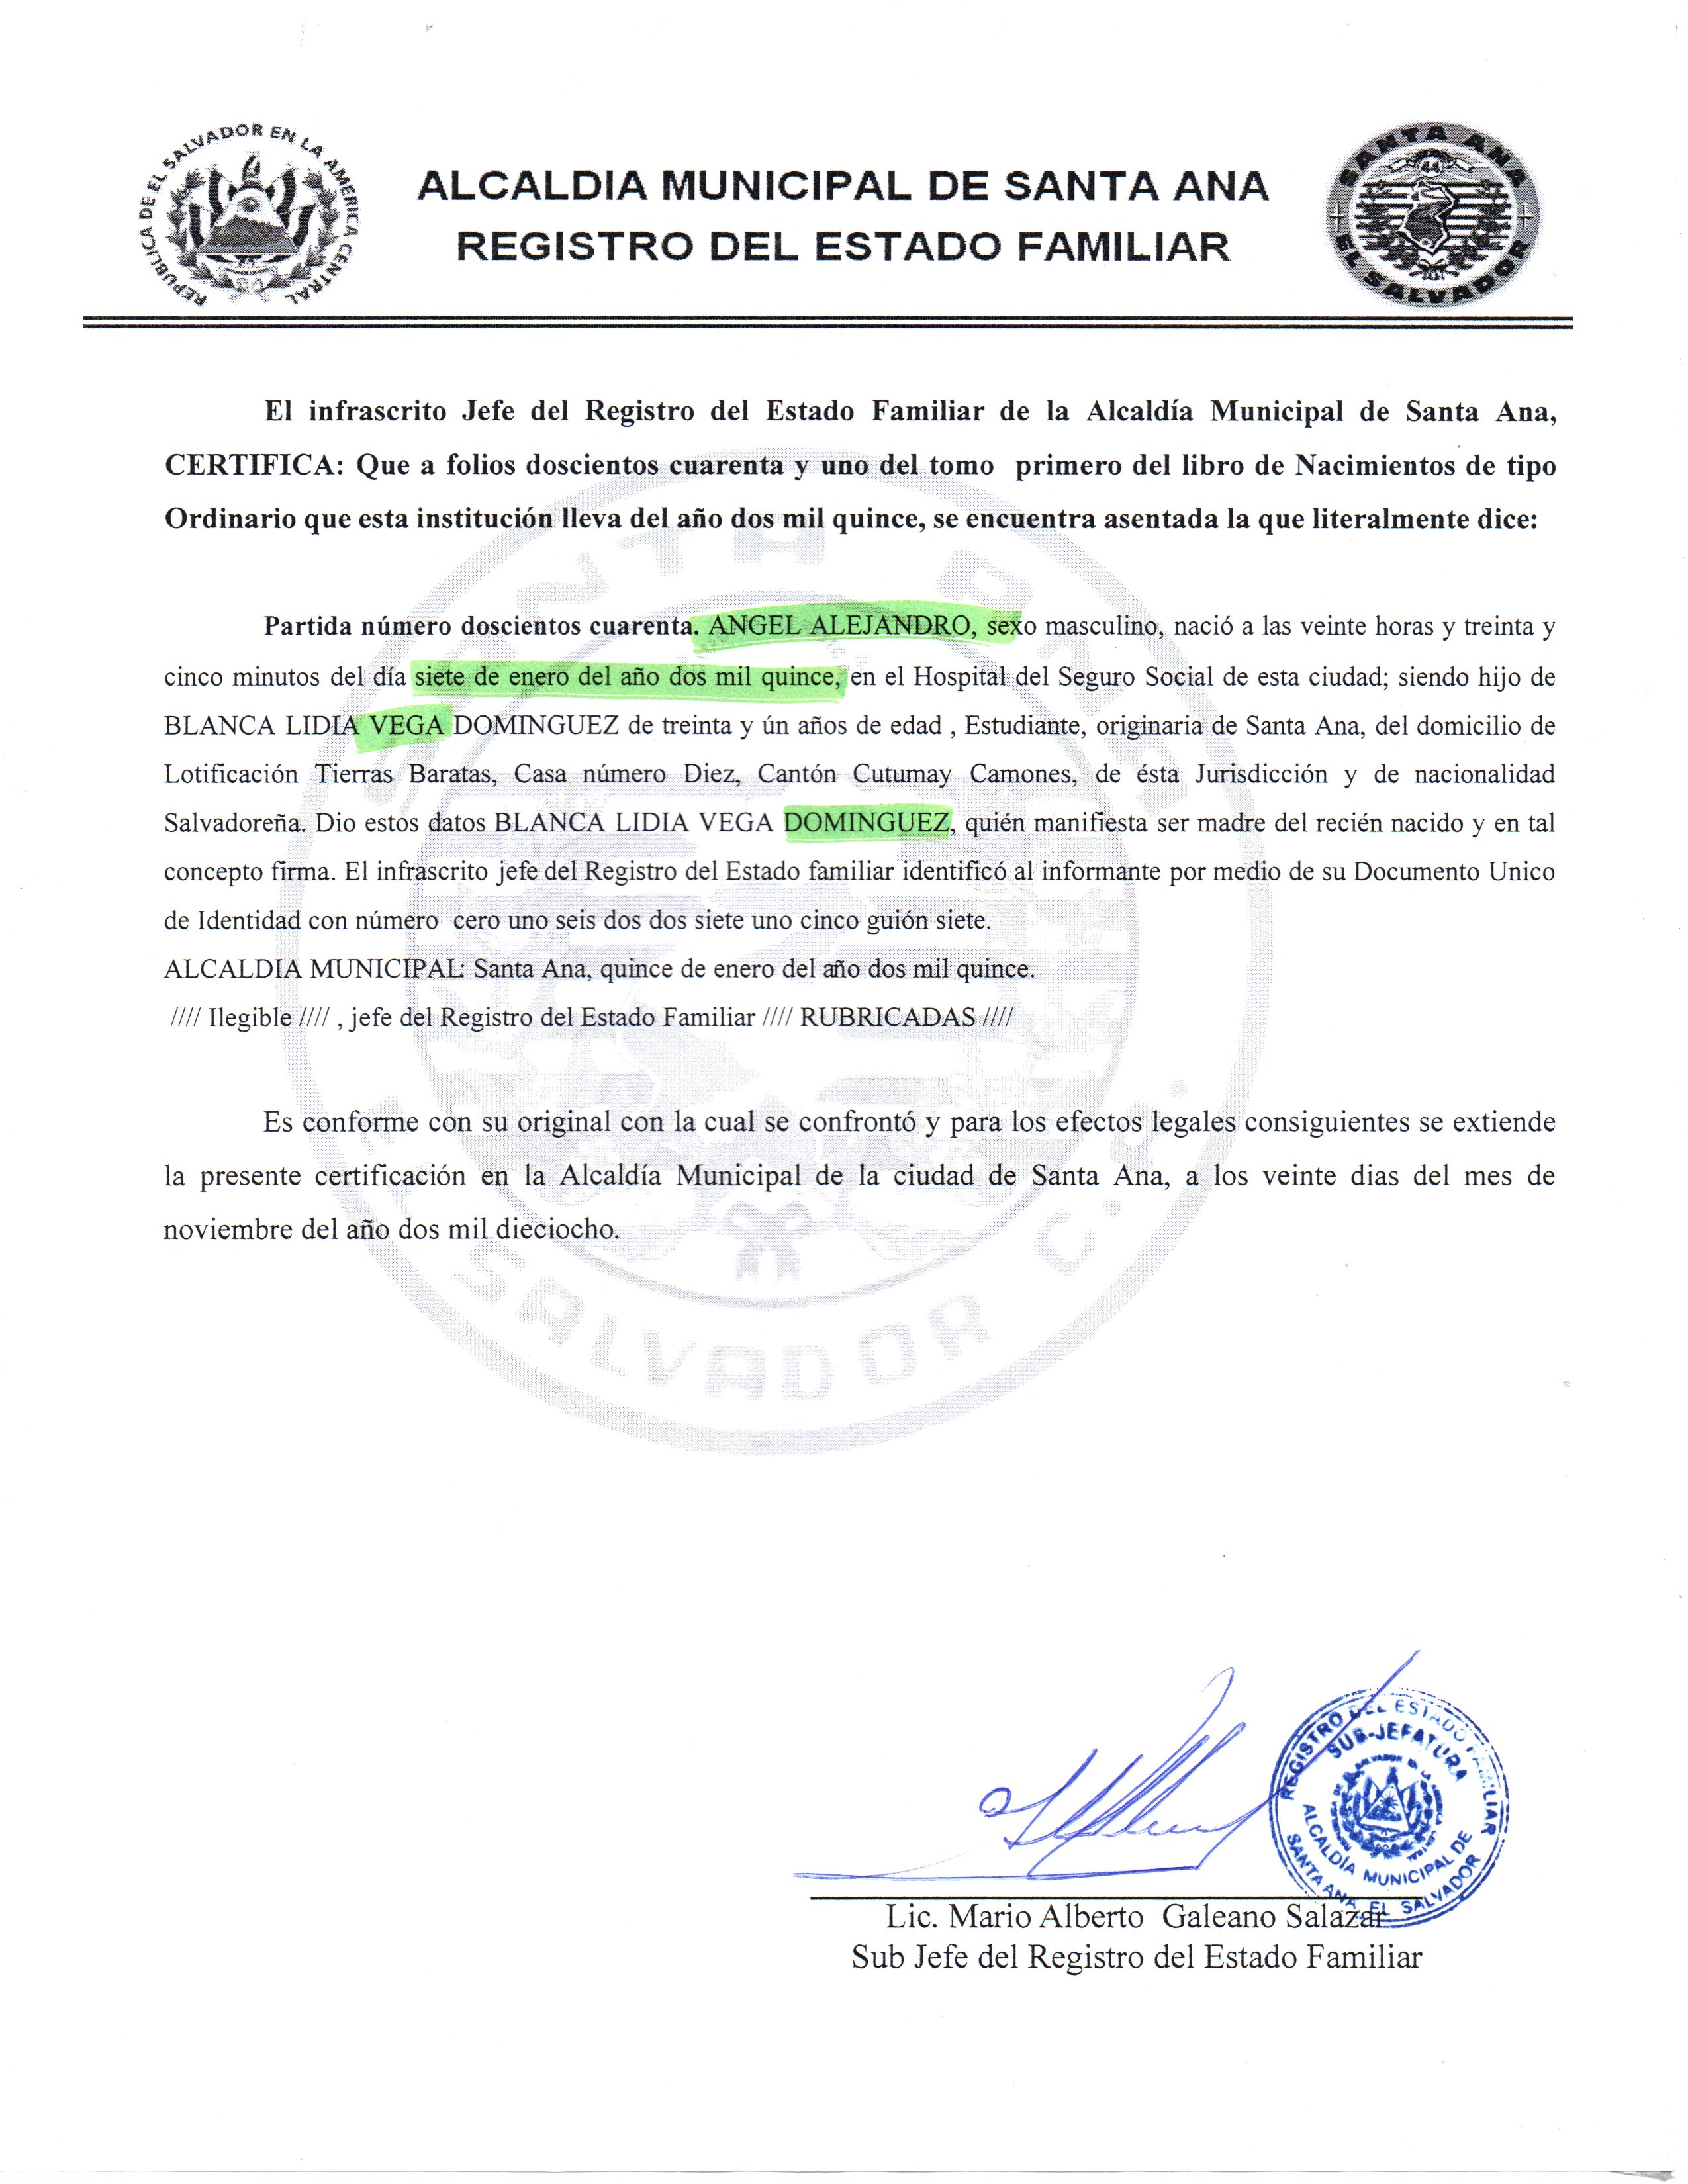 REPUBLICA DE EL SALVADOR EN LA AMERICA CENTRAL
ALCALDIA MUNICIPAL DE SANTA ANA
REGISTRO DEL ESTADO FAMILIAR
SANTA ANA
44
EL SALVADOR
El infrascrito Jefe del Registro del Estado Familiar de la Alcaldía Municipal de Santa Ana,
CERTIFICA: Que a folios doscientos cuarenta y uno del tomo primero del libro de Nacimientos de tipo
Ordinario que esta institución lleva del año dos mil quince, se encuentra asentada la que literalmente dice:
Partida número doscientos cuarenta. ANGEL ALEJANDRO, sexo masculino, nació a las veinte horas y treinta y
cinco minutos del día siete de enero del año dos mil quince, en el Hospital del Seguro Social de esta ciudad; siendo hijo de
BLANCA LIDIA VEGA DOMINGUEZ de treinta y ún años de edad , Estudiante, originaria de Santa Ana, del domicilio de
Lotificación Tierras Baratas, Casa número Diez, Cantón Cutumay Camones, de ésta Jurisdicción y de nacionalidad
Salvadoreña. Dio estos datos BLANCA LIDIA VEGA DOMINGUEZ, quién manifiesta ser madre del recién nacido y en tal
concepto firma. El infrascrito jefe del Registro del Estado familiar identificó al informante por medio de su Documento Unico
de Identidad con número cero uno seis dos dos siete uno cinco guión siete.
ALCALDIA MUNICIPAL: Santa Ana, quince de enero del año dos mil quince.
//// Ilegible //// , jefe del Registro del Estado Familiar //// RUBRICADAS ////
Es conforme con su original con la cual se confrontó y para los efectos legales consiguientes se extiende
la presente certificación en la Alcaldía Municipal de la ciudad de Santa Ana, a los veinte dias del mes de
noviembre del año dos mil dieciocho.
SANTA ANA
EL SALVADOR C.A.
REGISTRO DEL ESTADO FAMILIAR
SUB-JEFATURA
ALCALDÍA MUNICIPAL DE
SANTA ANA, EL SALVADOR
Lic. Mario Alberto Galeano Salazar
Sub Jefe del Registro del Estado Familiar